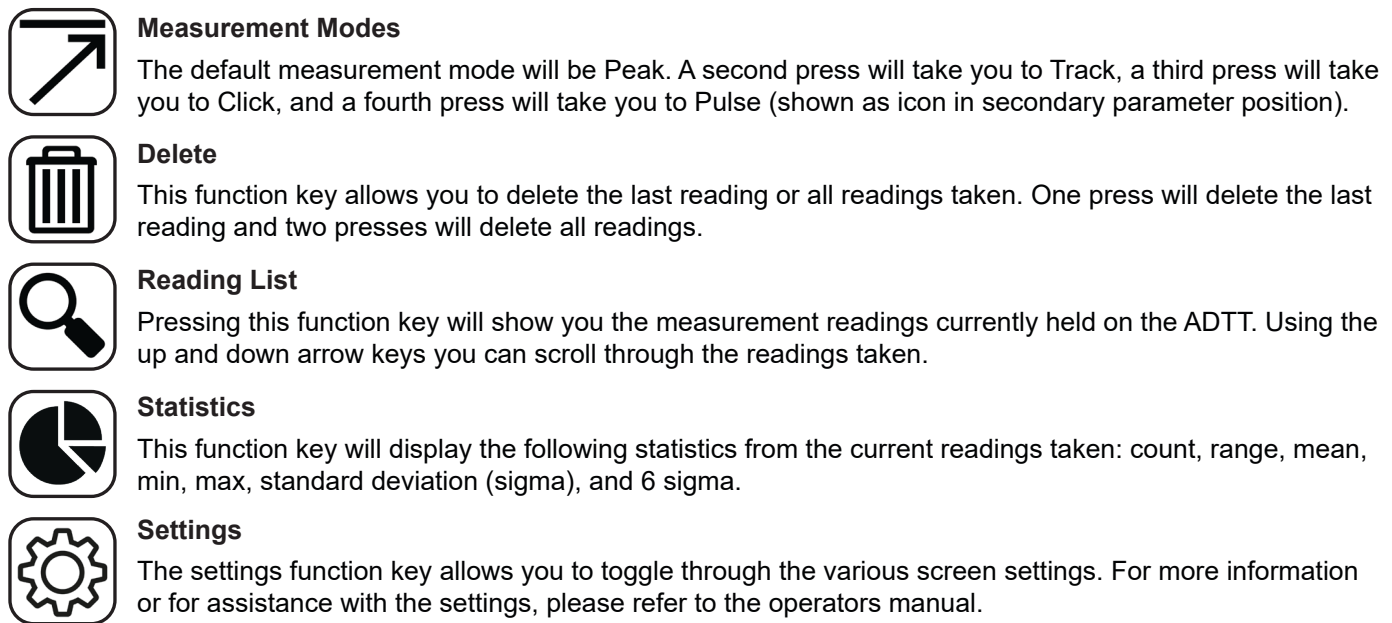 Measurement Modes
The default measurement mode will be Peak. A second press will take you to Track, a third press will take
you to Click, and a fourth press will take you to Pulse (shown as icon in secondary parameter position).
Delete
This function key allows you to delete the last reading or all readings taken. One press will delete the last
reading and two presses will delete all readings.
Reading List
Pressing this function key will show you the measurement readings currently held on the ADTT. Using the
up and down arrow keys you can scroll through the readings taken.
Statistics
This function key will display the following statistics from the current readings taken: count, range, mean,
min, max, standard deviation (sigma), and 6 sigma.
Settings
The settings function key allows you to toggle through the various screen settings. For more information
or for assistance with the settings, please refer to the operators manual.